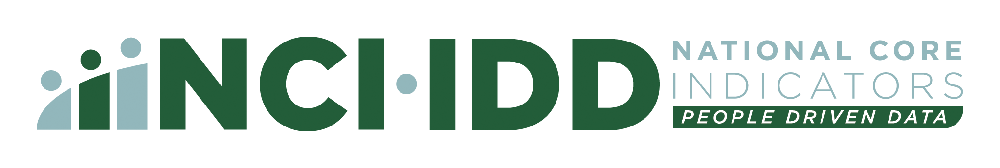 NCI·IDD
NATIONAL CORE
INDICATORS
PEOPLE DRIVEN DATA